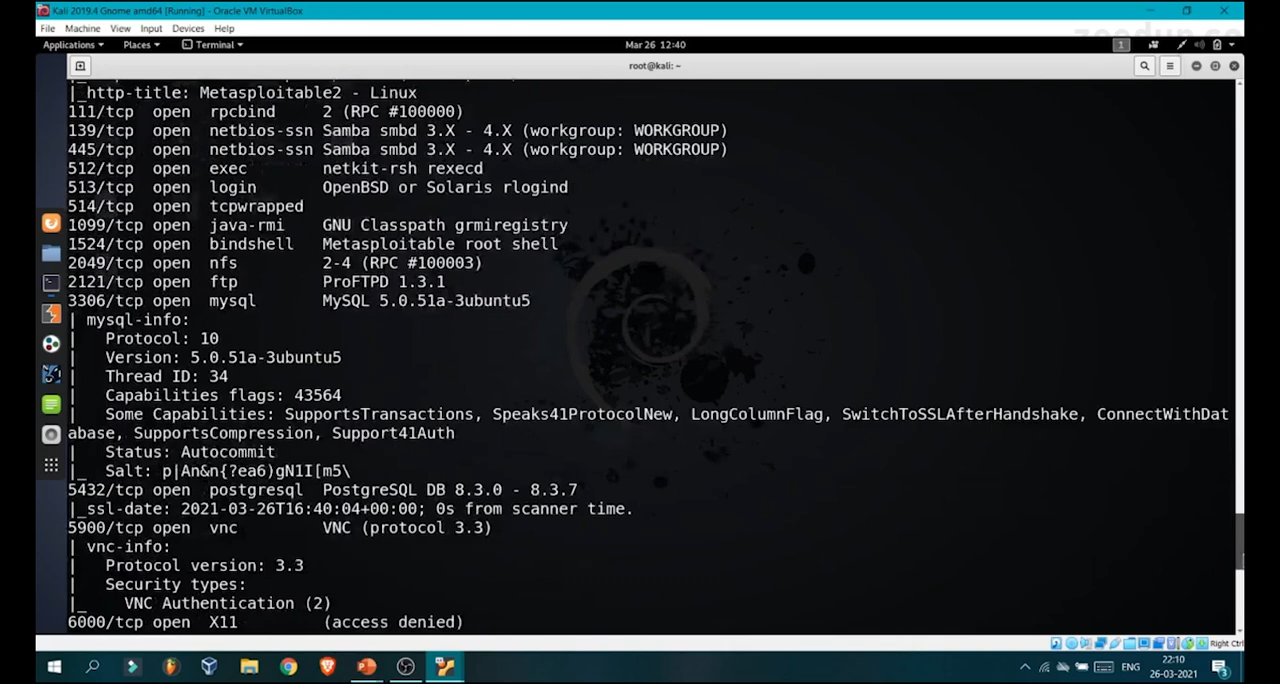 Kali 2019.4 Gnome amd64 [Running] - Oracle VM VirtualBox
File Machine View Input Devices Help
Applications Places Terminal Mar 26 12:40 1
root@kali: ~
|_http-title: Metasploitable2 - Linux
111/tcp open rpcbind 2 (RPC #100000)
139/tcp open netbios-ssn Samba smbd 3.X - 4.X (workgroup: WORKGROUP)
445/tcp open netbios-ssn Samba smbd 3.X - 4.X (workgroup: WORKGROUP)
512/tcp open exec netkit-rsh rexecd
513/tcp open login OpenBSD or Solaris rlogind
514/tcp open tcpwrapped
1099/tcp open java-rmi GNU Classpath grmiregistry
1524/tcp open bindshell Metasploitable root shell
2049/tcp open nfs 2-4 (RPC #100003)
2121/tcp open ftp ProFTPD 1.3.1
3306/tcp open mysql MySQL 5.0.51a-3ubuntu5
| mysql-info:
| Protocol: 10
| Version: 5.0.51a-3ubuntu5
| Thread ID: 34
| Capabilities flags: 43564
| Some Capabilities: SupportsTransactions, Speaks41ProtocolNew, LongColumnFlag, SwitchToSSLAfterHandshake, ConnectWithDat
abase, SupportsCompression, Support41Auth
| Status: Autocommit
|_ Salt: p|An&n{?ea6)gN1I[m5\
5432/tcp open postgresql PostgreSQL DB 8.3.0 - 8.3.7
|_ssl-date: 2021-03-26T16:40:04+00:00; 0s from scanner time.
5900/tcp open vnc VNC (protocol 3.3)
| vnc-info:
| Protocol version: 3.3
| Security types:
|_ VNC Authentication (2)
6000/tcp open X11 (access denied)
Right Ctrl
ENG
22:10
26-03-2021
3